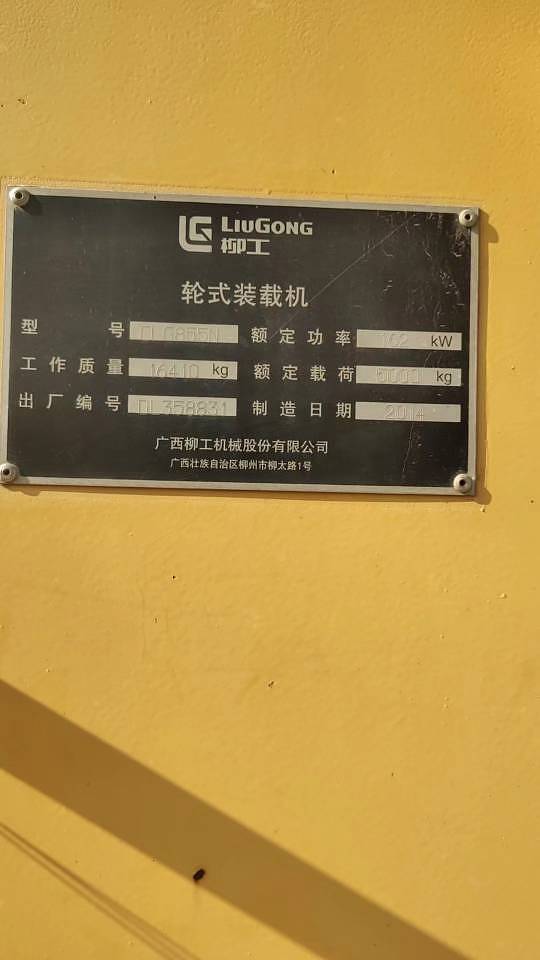 LIUGONG
柳工
轮式装载机
型 号 CLG855N 额定功率 162 kW
工作质量 16410 kg 额定载荷 5000 kg
出厂编号 DL358831 制造日期 2014
广西柳工机械股份有限公司
广西壮族自治区柳州市柳太路1号